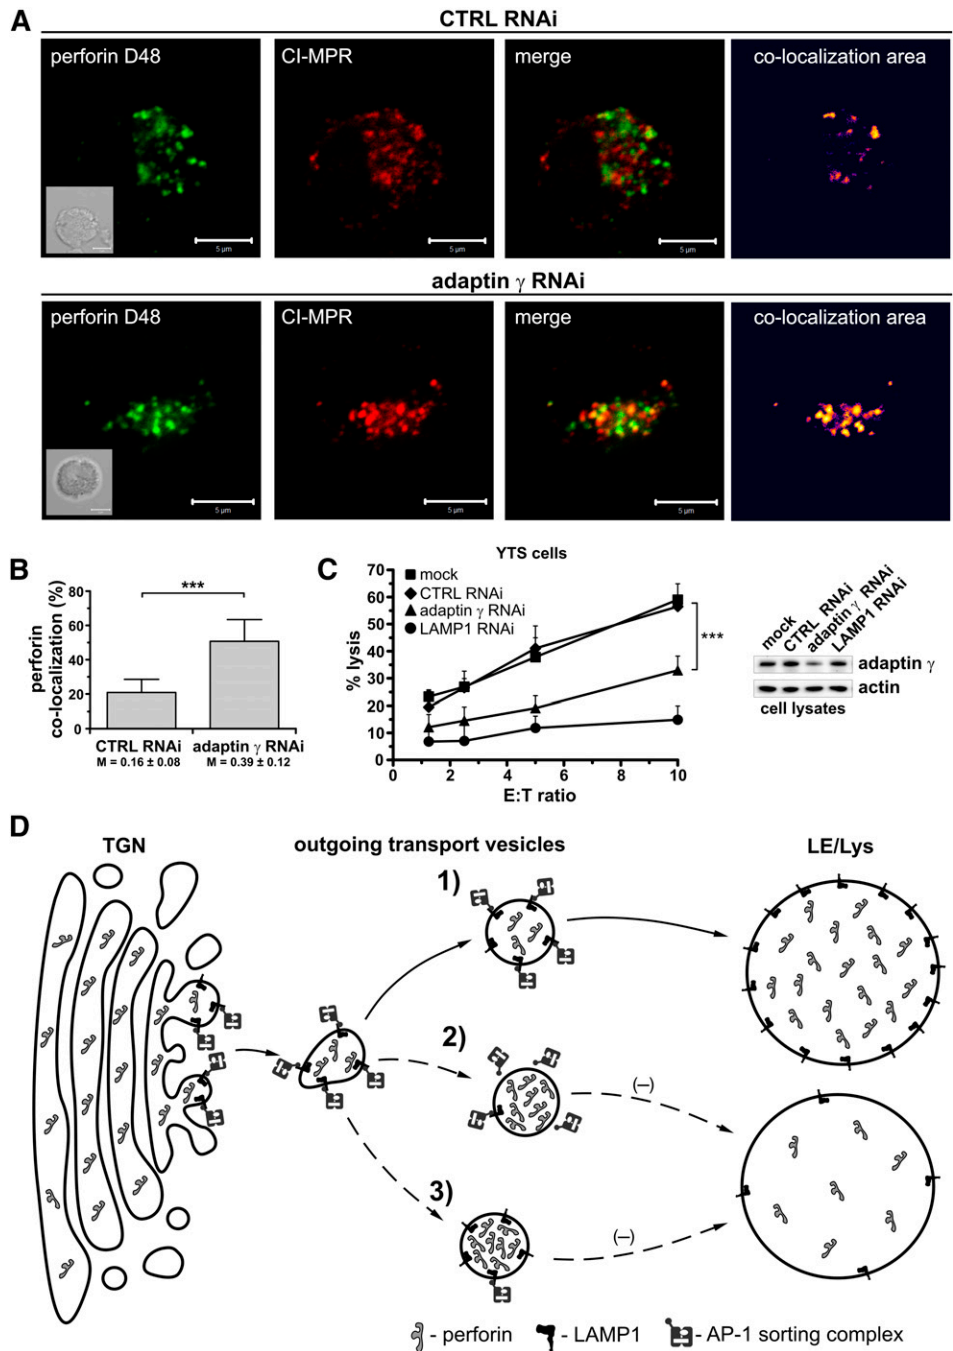 A
CTRL RNAi
perforin D48
CI-MPR
merge
co-localization area
5 µm
5 µm
5 µm
adaptin γ RNAi
perforin D48
CI-MPR
merge
co-localization area
5 µm
5 µm
5 µm
B
perforin
co-localization (%)
80
60
40
20
0
***
CTRL RNAi
adaptin γ RNAi
M = 0.16 ± 0.08
M = 0.39 ± 0.12
C
YTS cells
% lysis
70
60
50
40
30
20
10
0
mock
CTRL RNAi
adaptin γ RNAi
LAMP1 RNAi
***
0
2
4
6
8
10
E:T ratio
mock
CTRL RNAi
adaptin γ RNAi
LAMP1 RNAi
adaptin γ
actin
cell lysates
D
TGN
outgoing transport vesicles
LE/Lys
1)
2)
(–)
3)
(–)
- perforin
- LAMP1
- AP-1 sorting complex